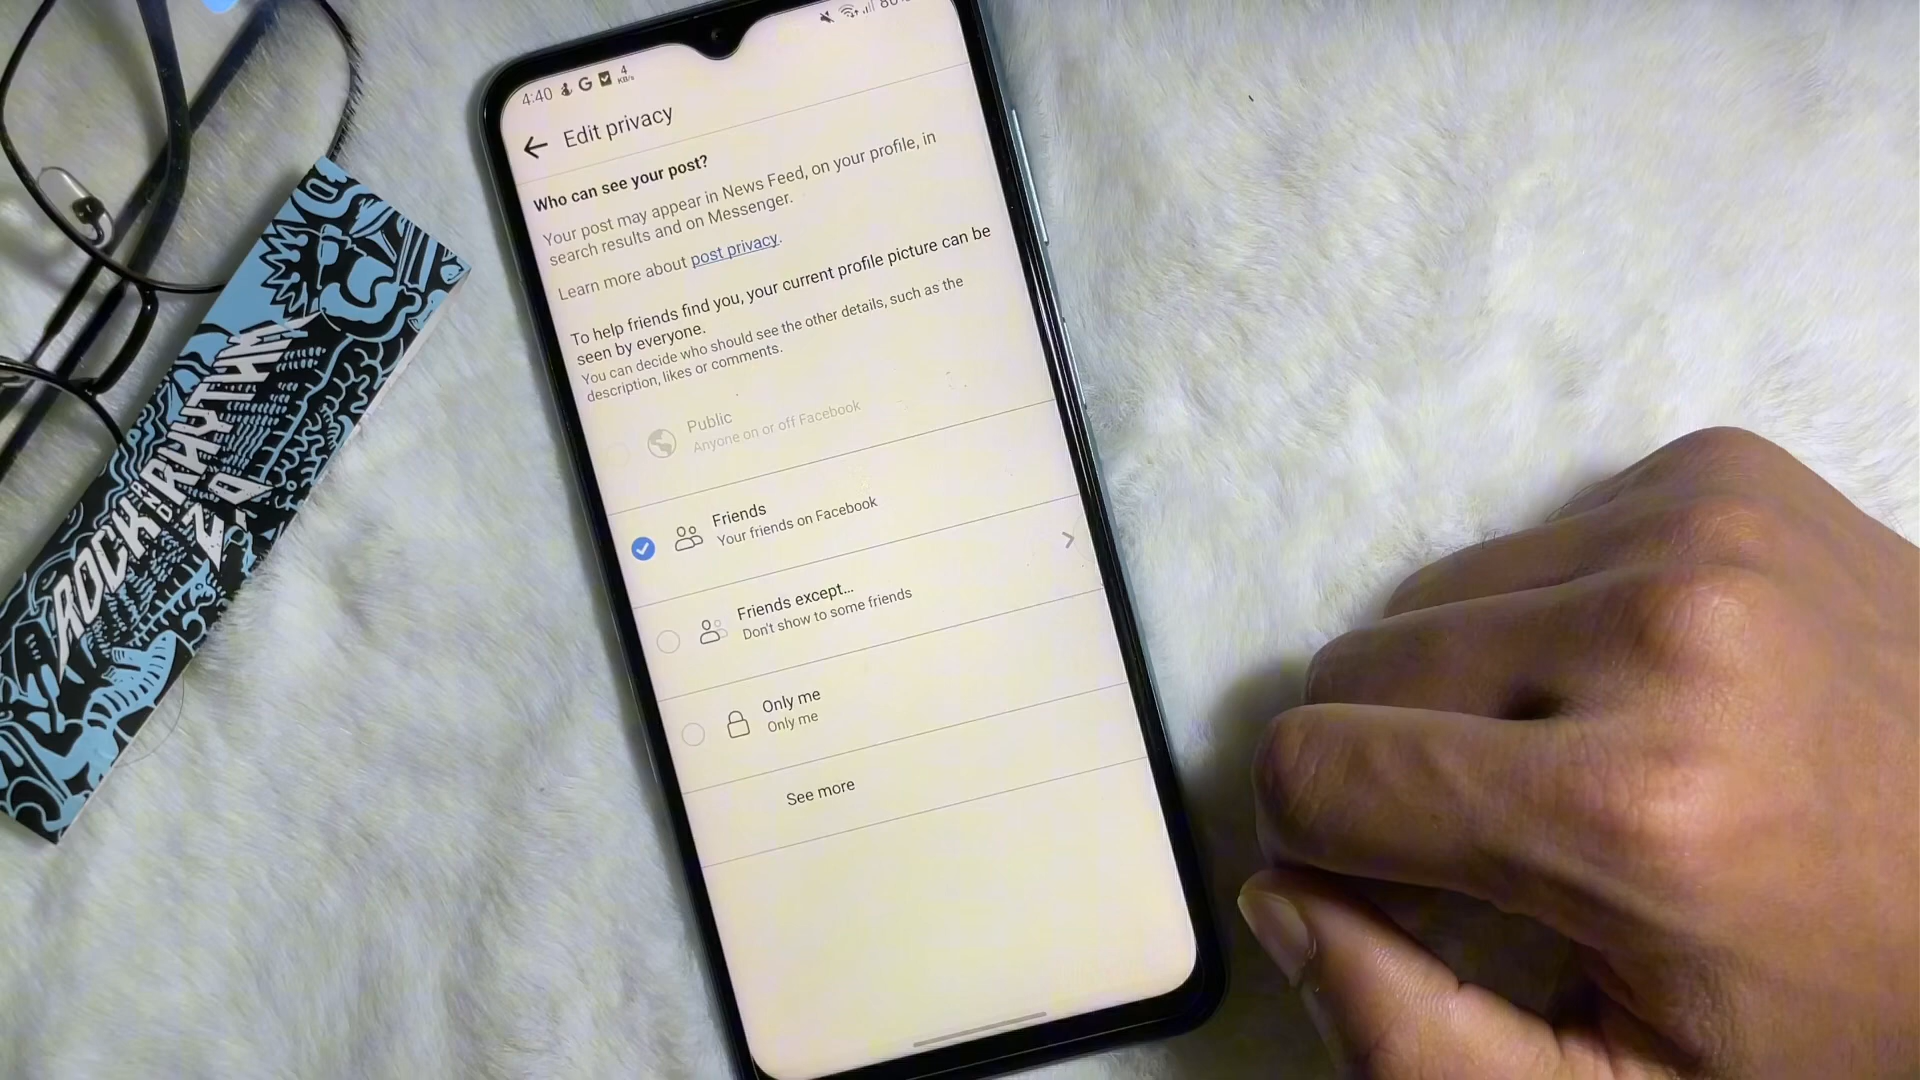 4:40 G 4
KB/s
Edit privacy
Who can see your post?
Your post may appear in News Feed, on your profile, in
search results and on Messenger.
Learn more about post privacy.
To help friends find you, your current profile picture can be
seen by everyone.
You can decide who should see the other details, such as the
description, likes or comments.
Public
Anyone on or off Facebook
Friends
Your friends on Facebook
Friends except...
Don't show to some friends
Only me
Only me
See more
ROCK RHYTHM